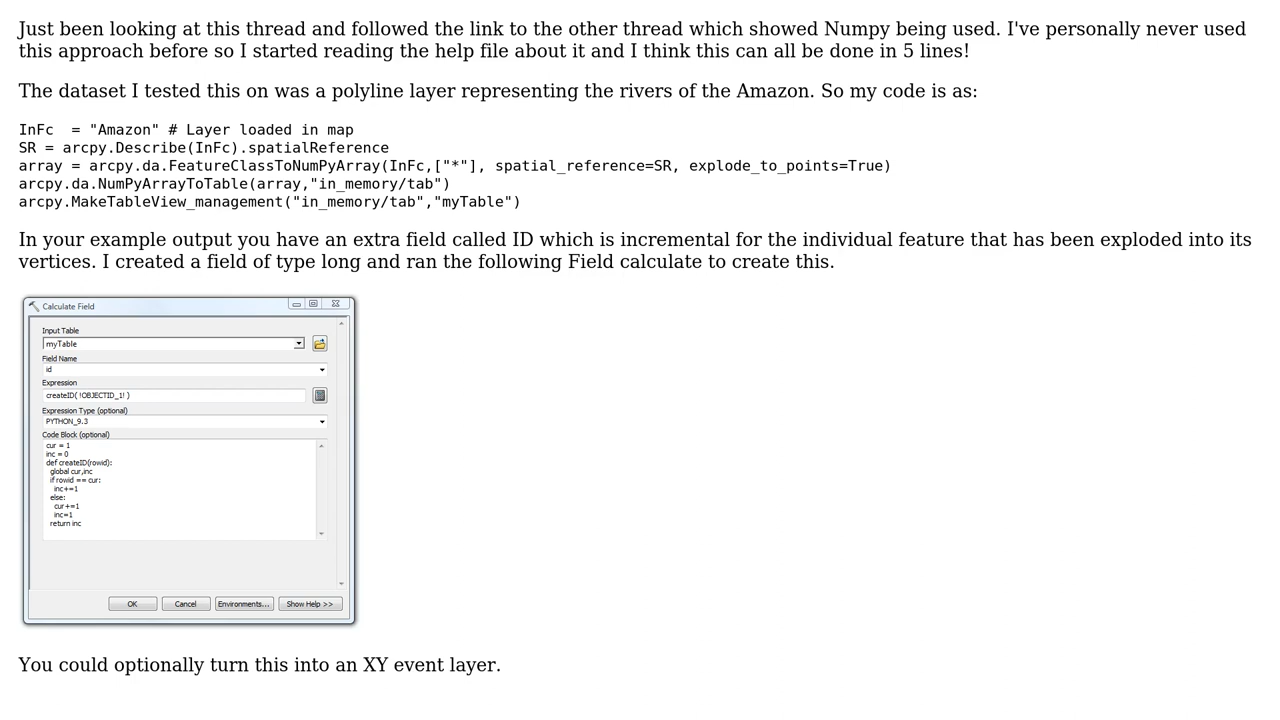 Just been looking at this thread and followed the link to the other thread which showed Numpy being used. I've personally never used
this approach before so I started reading the help file about it and I think this can all be done in 5 lines!
The dataset I tested this on was a polyline layer representing the rivers of the Amazon. So my code is as:
InFc  = "Amazon" # Layer loaded in map
SR = arcpy.Describe(InFc).spatialReference
array = arcpy.da.FeatureClassToNumPyArray(InFc,["*"], spatial_reference=SR, explode_to_points=True)
arcpy.da.NumPyArrayToTable(array,"in_memory/tab")
arcpy.MakeTableView_management("in_memory/tab","myTable")
In your example output you have an extra field called ID which is incremental for the individual feature that has been exploded into its
vertices. I created a field of type long and ran the following Field calculate to create this.
Calculate Field
Input Table
myTable
Field Name
id
Expression
createID( !OBJECTID_1! )
Expression Type (optional)
PYTHON_9.3
Code Block (optional)
cur = 1
inc = 0
def createID(rowid):
  global cur,inc
  if rowid == cur:
    inc+=1
  else:
    cur+=1
    inc=1
  return inc
OK Cancel Environments... Show Help >>
You could optionally turn this into an XY event layer.